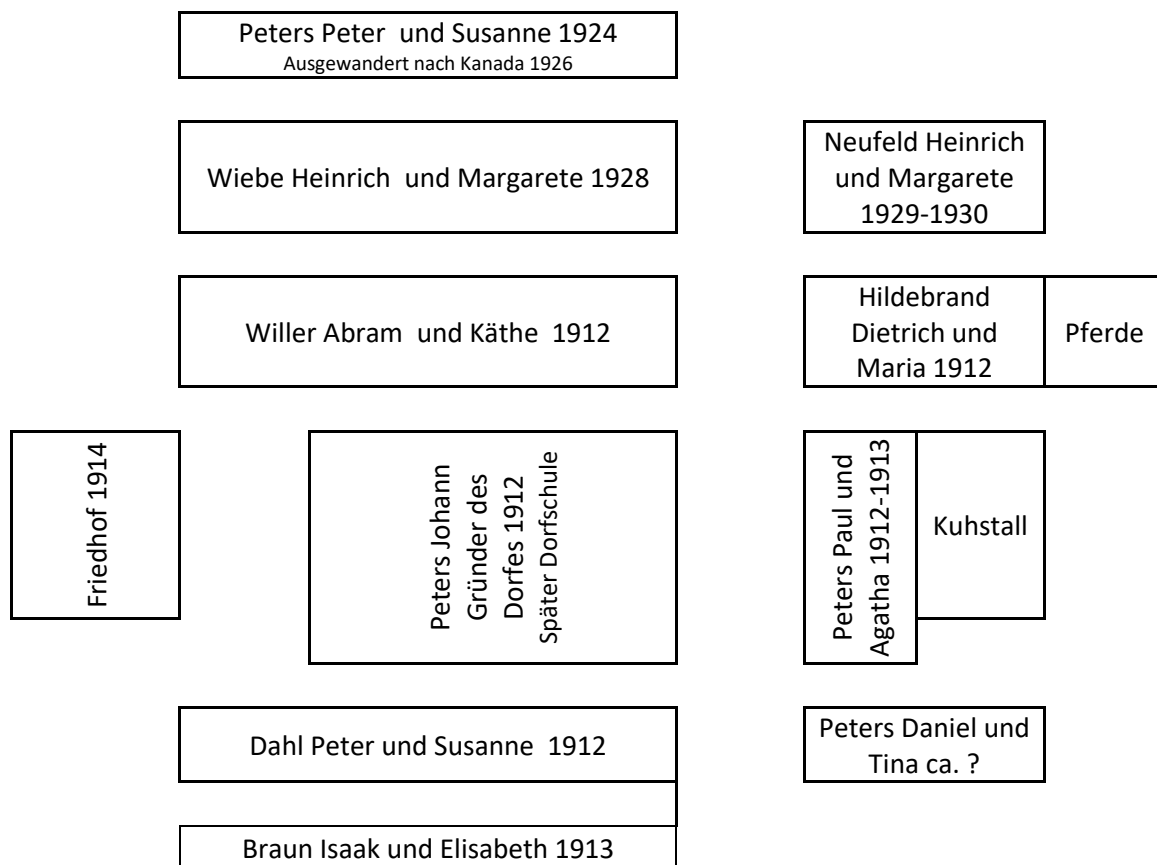 Peters Peter und Susanne 1924
Ausgewandert nach Kanada 1926
Wiebe Heinrich und Margarete 1928
Neufeld Heinrich
und Margarete
1929-1930
Willer Abram und Käthe 1912
Hildebrand
Dietrich und
Maria 1912
Pferde
Friedhof 1914
Peters Johann
Gründer des
Dorfes 1912
Später Dorfschule
Peters Paul und
Agatha 1912-1913
Kuhstall
Dahl Peter und Susanne 1912
Peters Daniel und
Tina ca. ?
Braun Isaak und Elisabeth 1913